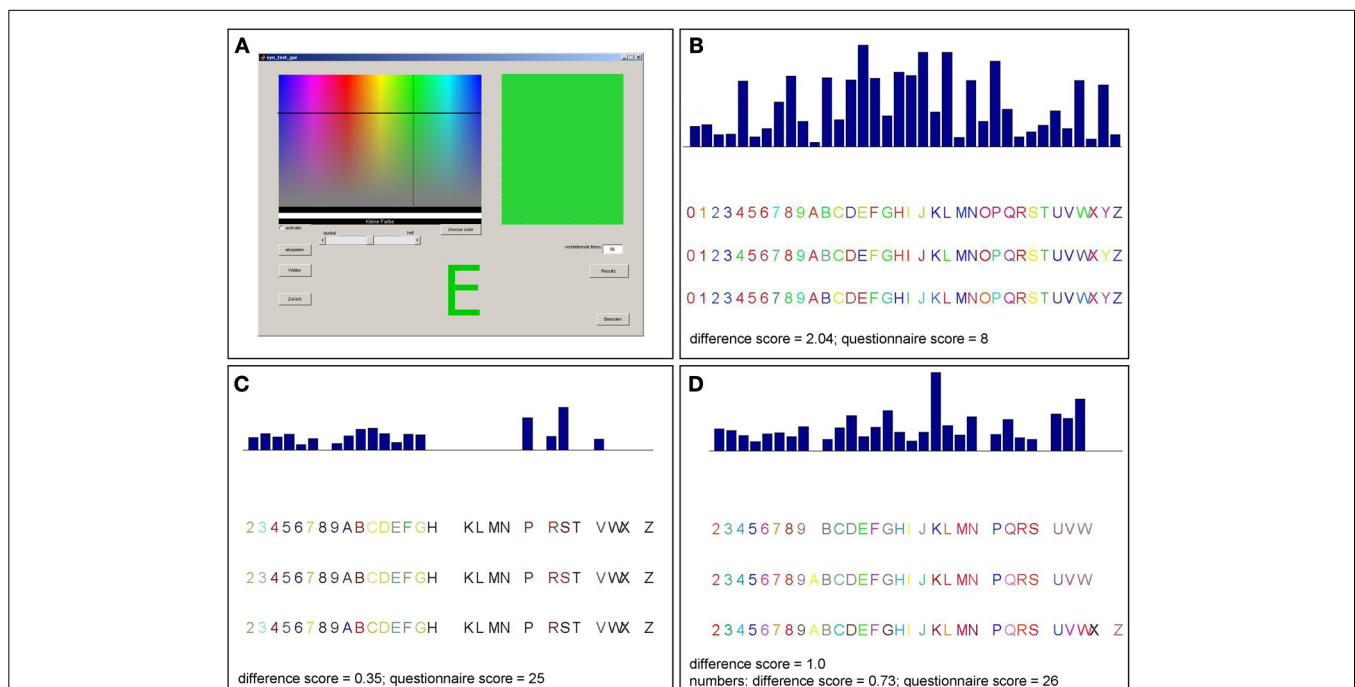 A
syn_test_gui
Keine Farbe
activate
dunkel hell
choose color
abspielen
verbleibende Items:
Weiter
Results
Zurück
E
Beenden
B
0 1 2 3 4 5 6 7 8 9 A B C D E F G H I J K L M N O P Q R S T U V W X Y Z
0 1 2 3 4 5 6 7 8 9 A B C D E F G H I J K L M N O P Q R S T U V W X Y Z
0 1 2 3 4 5 6 7 8 9 A B C D E F G H I J K L M N O P Q R S T U V W X Y Z
difference score = 2.04; questionnaire score = 8
C
2 3 4 5 6 7 8 9 A B C D E F G H K L M N P R S T V W X Z
2 3 4 5 6 7 8 9 A B C D E F G H K L M N P R S T V W X Z
2 3 4 5 6 7 8 9 A B C D E F G H K L M N P R S T V W X Z
difference score = 0.35; questionnaire score = 25
D
2 3 4 5 6 7 8 9 B C D E F G H I J K L M N P Q R S U V W
2 3 4 5 6 7 8 9 A B C D E F G H I J K L M N P Q R S U V W
2 3 4 5 6 7 8 9 A B C D E F G H I J K L M N P Q R S U V W X Z
difference score = 1.0
numbers: difference score = 0.73; questionnaire score = 26